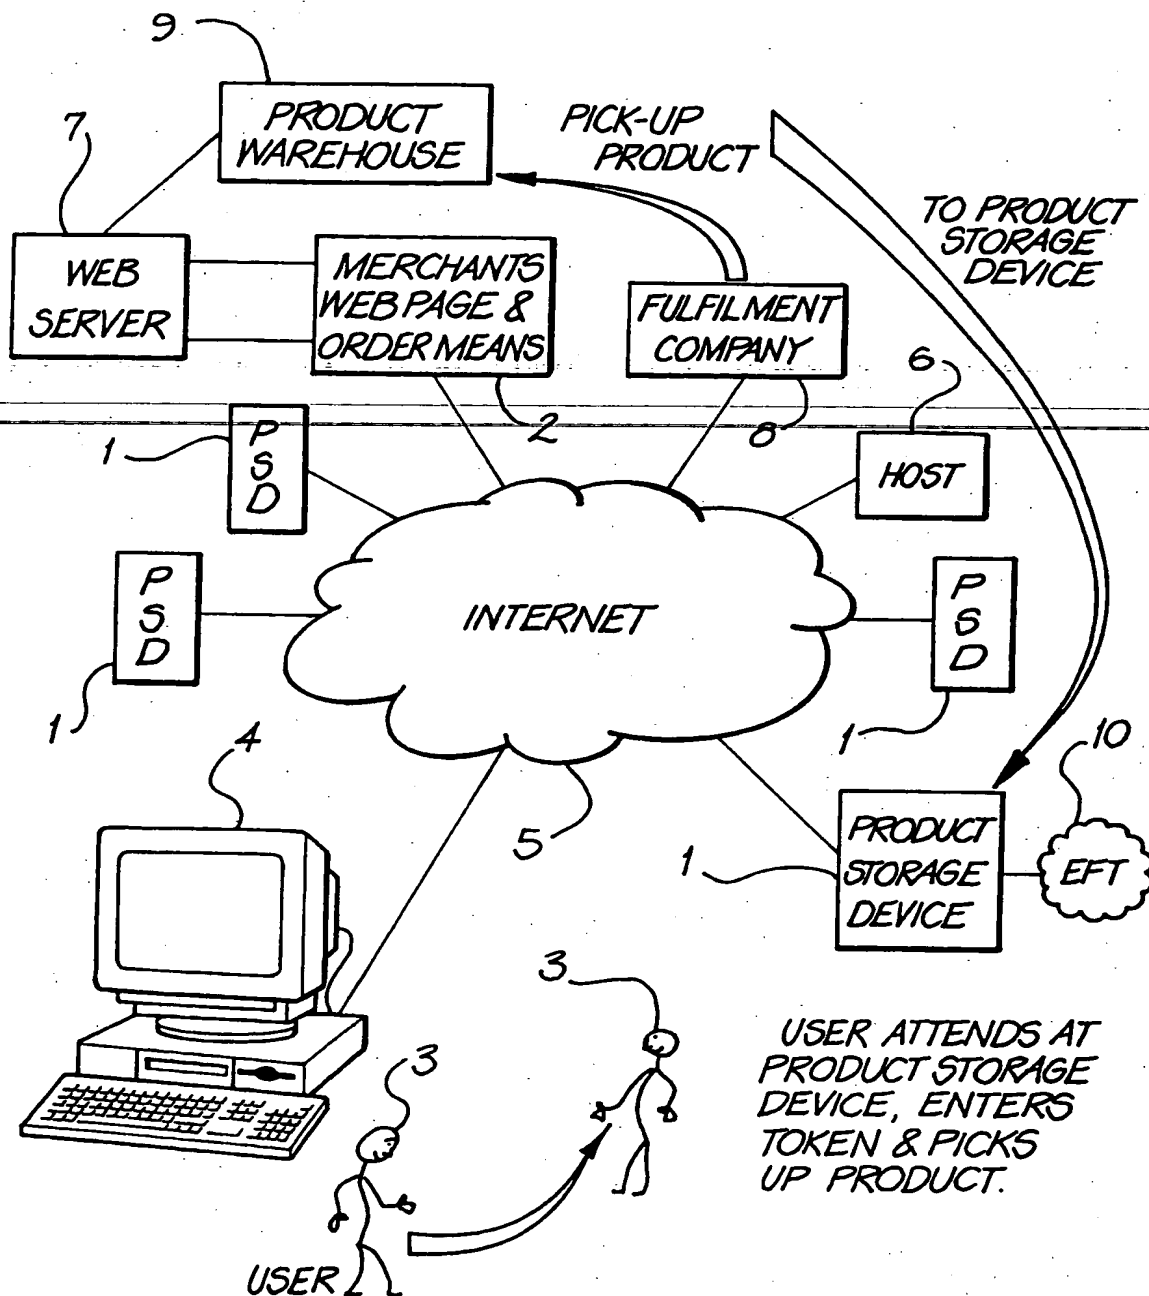 9
PRODUCT
WAREHOUSE
PICK-UP
PRODUCT
7
TO PRODUCT
STORAGE
DEVICE
WEB
SERVER
MERCHANTS
WEB PAGE &
ORDER MEANS
FULFILMENT
COMPANY
6
2
8
1
P
S
D
HOST
P
S
D
1
INTERNET
P
S
D
1
4
5
10
1
PRODUCT
STORAGE
DEVICE
EFT
3
3
USER ATTENDS AT
PRODUCT STORAGE
DEVICE, ENTERS
TOKEN & PICKS
UP PRODUCT.
USER